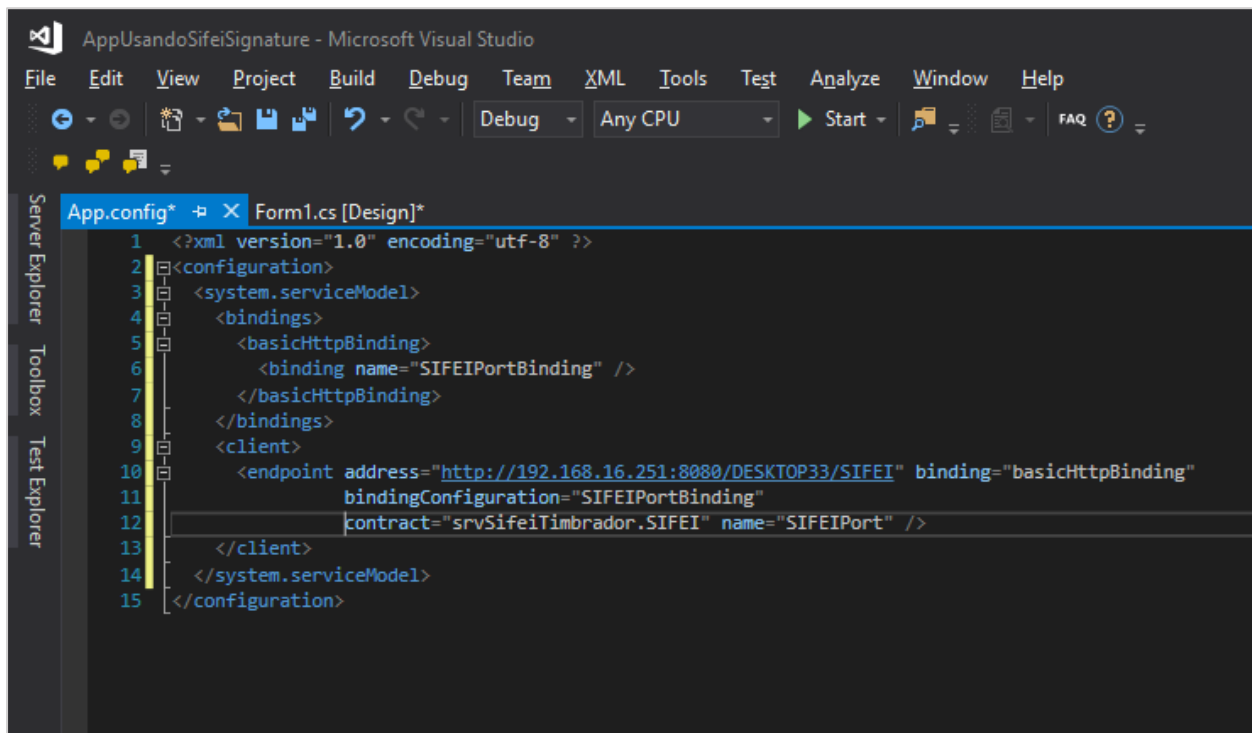 AppUsandoSifeiSignature - Microsoft Visual Studio
File Edit View Project Build Debug Team XML Tools Test Analyze Window Help
Debug Any CPU Start FAQ ?
Server Explorer
Toolbox
Test Explorer
App.config* Form1.cs [Design]*
1 <?xml version="1.0" encoding="utf-8" ?>
2 <configuration>
3 <system.serviceModel>
4 <bindings>
5 <basicHttpBinding>
6 <binding name="SIFEIPortBinding" />
7 </basicHttpBinding>
8 </bindings>
9 <client>
10 <endpoint address="http://192.168.16.251:8080/DESKTOP33/SIFEI" binding="basicHttpBinding"
11 bindingConfiguration="SIFEIPortBinding"
12 contract="srvSifeiTimbrador.SIFEI" name="SIFEIPort" />
13 </client>
14 </system.serviceModel>
15 </configuration>